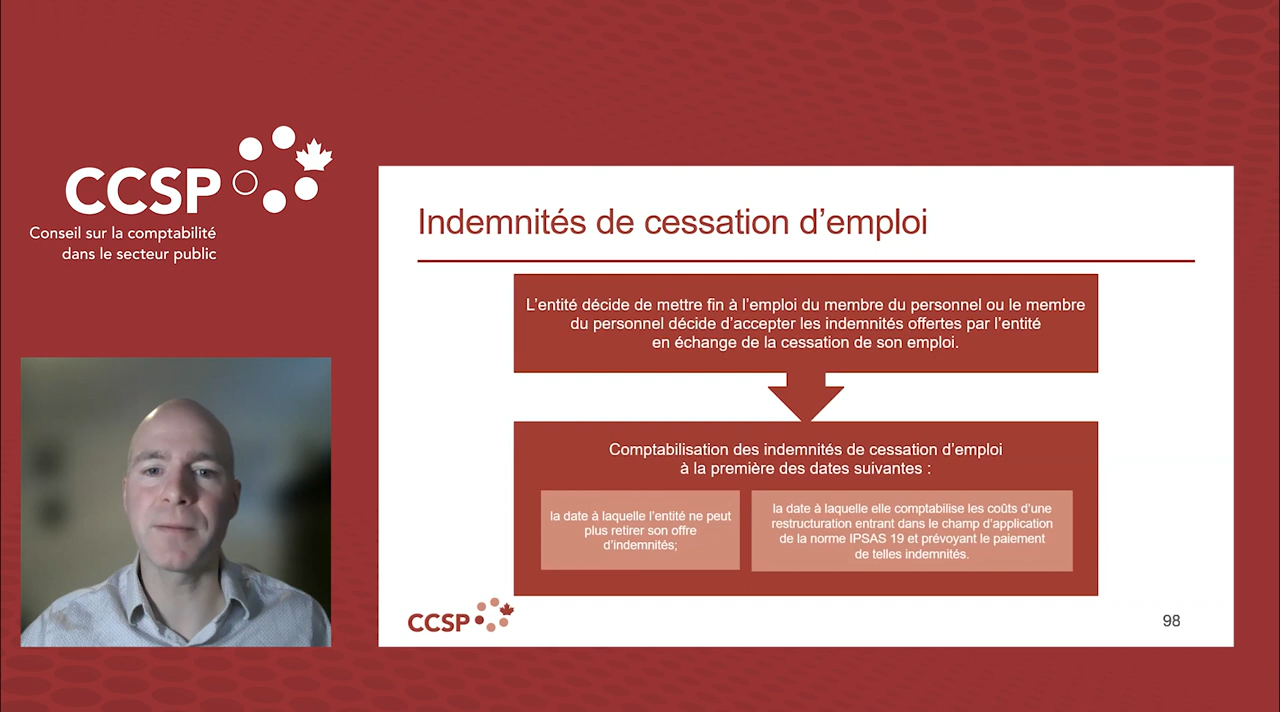 CCSP
Conseil sur la comptabilité
dans le secteur public
Indemnités de cessation d’emploi
L’entité décide de mettre fin à l’emploi du membre du personnel ou le membre
du personnel décide d’accepter les indemnités offertes par l’entité
en échange de la cessation de son emploi.
Comptabilisation des indemnités de cessation d’emploi
à la première des dates suivantes :
la date à laquelle l’entité ne peut
plus retirer son offre
d’indemnités;
la date à laquelle elle comptabilise les coûts d’une
restructuration entrant dans le champ d’application
de la norme IPSAS 19 et prévoyant le paiement
de telles indemnités.
CCSP
98